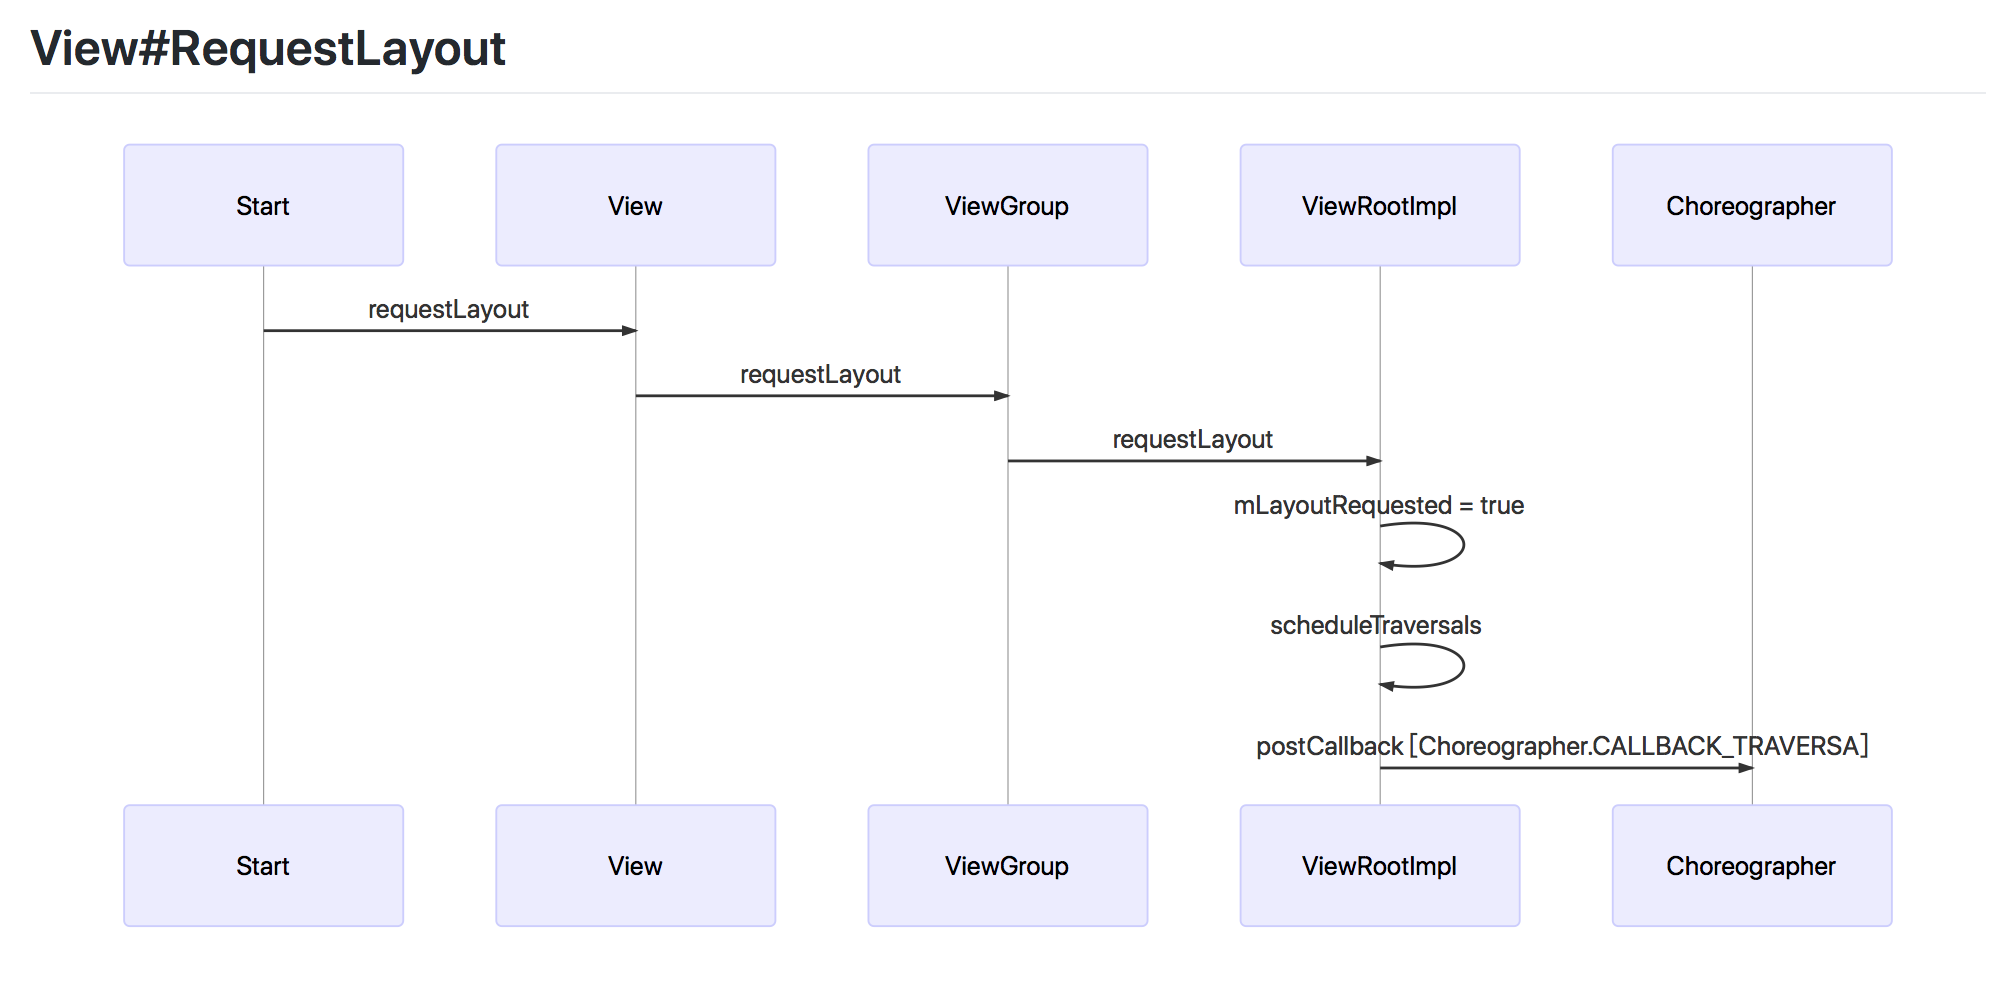 View#RequestLayout
Start
View
ViewGroup
ViewRootImpl
Choreographer
requestLayout
requestLayout
requestLayout
mLayoutRequested = true
scheduleTraversals
postCallback [Choreographer.CALLBACK_TRAVERSA]
Start
View
ViewGroup
ViewRootImpl
Choreographer